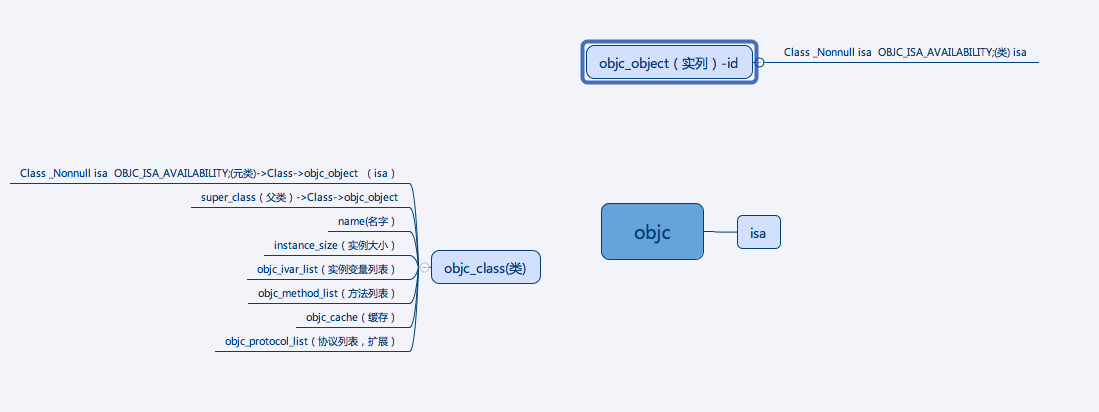 objc_object（实列）-id
Class _Nonnull isa  OBJC_ISA_AVAILABILITY;(类) isa
Class _Nonnull isa  OBJC_ISA_AVAILABILITY;(元类)->Class->objc_object （isa）
super_class（父类）->Class->objc_object
name(名字）
instance_size（实例大小）
objc_ivar_list（实例变量列表）
objc_method_list（方法列表）
objc_cache（缓存）
objc_protocol_list（协议列表，扩展）
objc_class(类)
objc
isa